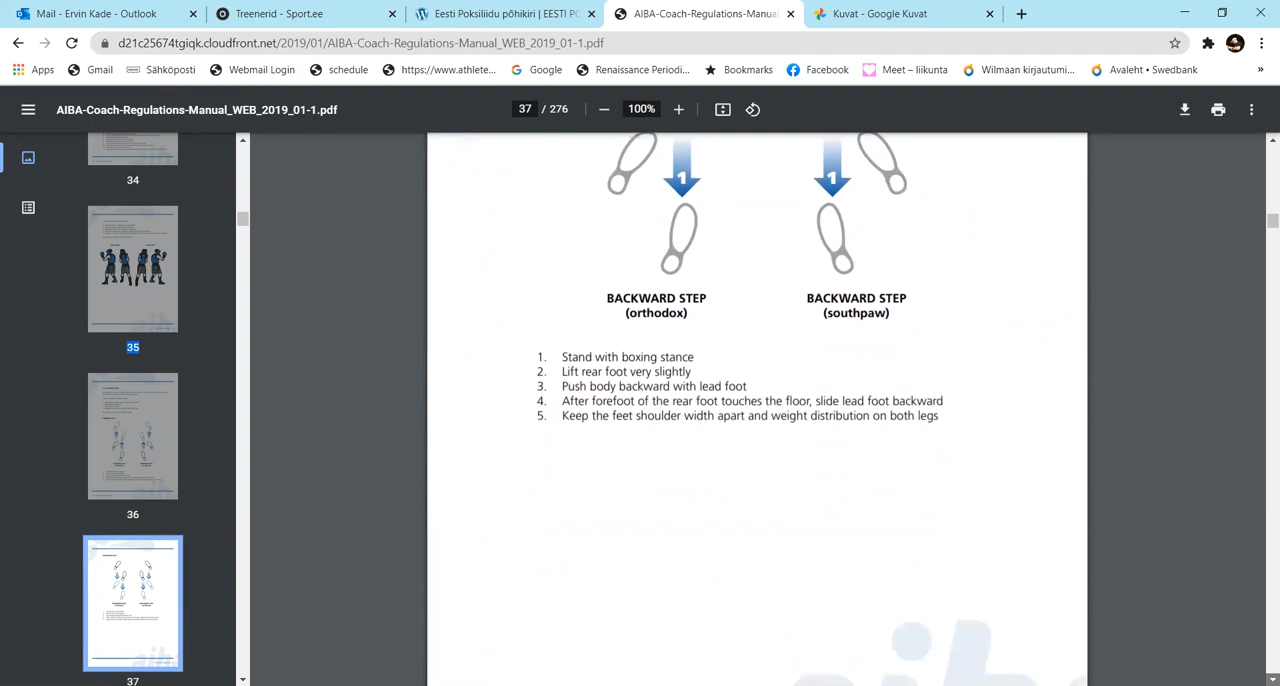 Mail - Ervin Kade - Outlook
Treenerid - Sport.ee
Eesti Poksiliidu põhikiri | EESTI PO
AIBA-Coach-Regulations-Manual
Kuvat - Google Kuvat
d21c25674tgiqk.cloudfront.net/2019/01/AIBA-Coach-Regulations-Manual_WEB_2019_01-1.pdf
Apps
Gmail
Sähköposti
Webmail Login
schedule
https://www.athlete...
Google
Renaissance Periodi...
Bookmarks
Facebook
Meet – liikunta
Wilmaan kirjautumi...
Avaleht • Swedbank
»
AIBA-Coach-Regulations-Manual_WEB_2019_01-1.pdf
37 / 276
100%
34
35
36
37
1
1
BACKWARD STEP
(orthodox)
BACKWARD STEP
(southpaw)
1. Stand with boxing stance
2. Lift rear foot very slightly
3. Push body backward with lead foot
4. After forefoot of the rear foot touches the floor, slide lead foot backward
5. Keep the feet shoulder width apart and weight distribution on both legs